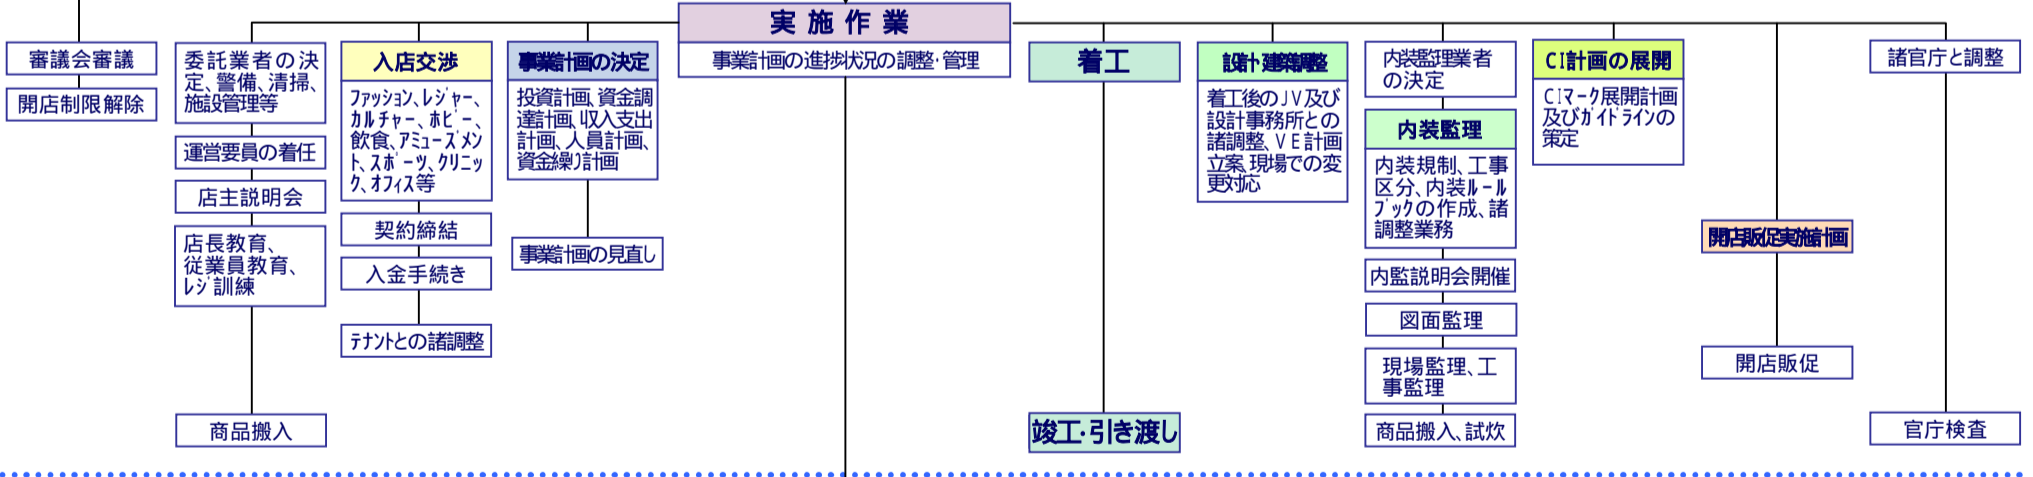 実施作業
事業計画の進捗状況の調整・管理
審議会審議
開店制限解除
委託業者の決
定、警備、清掃、
施設管理等
運営要員の着任
店主説明会
店長教育、
従業員教育、
レジ訓練
商品搬入
入店交渉
ファッション、レジャー、
カルチャー、ホビー、
飲食、アミューズメン
ト、スポーツ、クリニッ
ク、オフィス等
契約締結
入金手続き
テナントとの諸調整
事業計画の決定
投資計画、資金調
達計画、収入支出
計画、人員計画、
資金繰り計画
事業計画の見直し
着工
竣工・引き渡し
設計・建築調整
着工後のJV及び
設計事務所との
諸調整、VE計画
立案、現場での変
更対応
内装監理業者
の決定
内装監理
内装規制、工事
区分、内装ルール
ブックの作成、諸
調整業務
内監説明会開催
図面監理
現場監理、工
事監理
商品搬入、試炊
CI計画の展開
CIマーク展開計画
及びガイドラインの
策定
開店販促実施計画
開店販促
諸官庁と調整
官庁検査